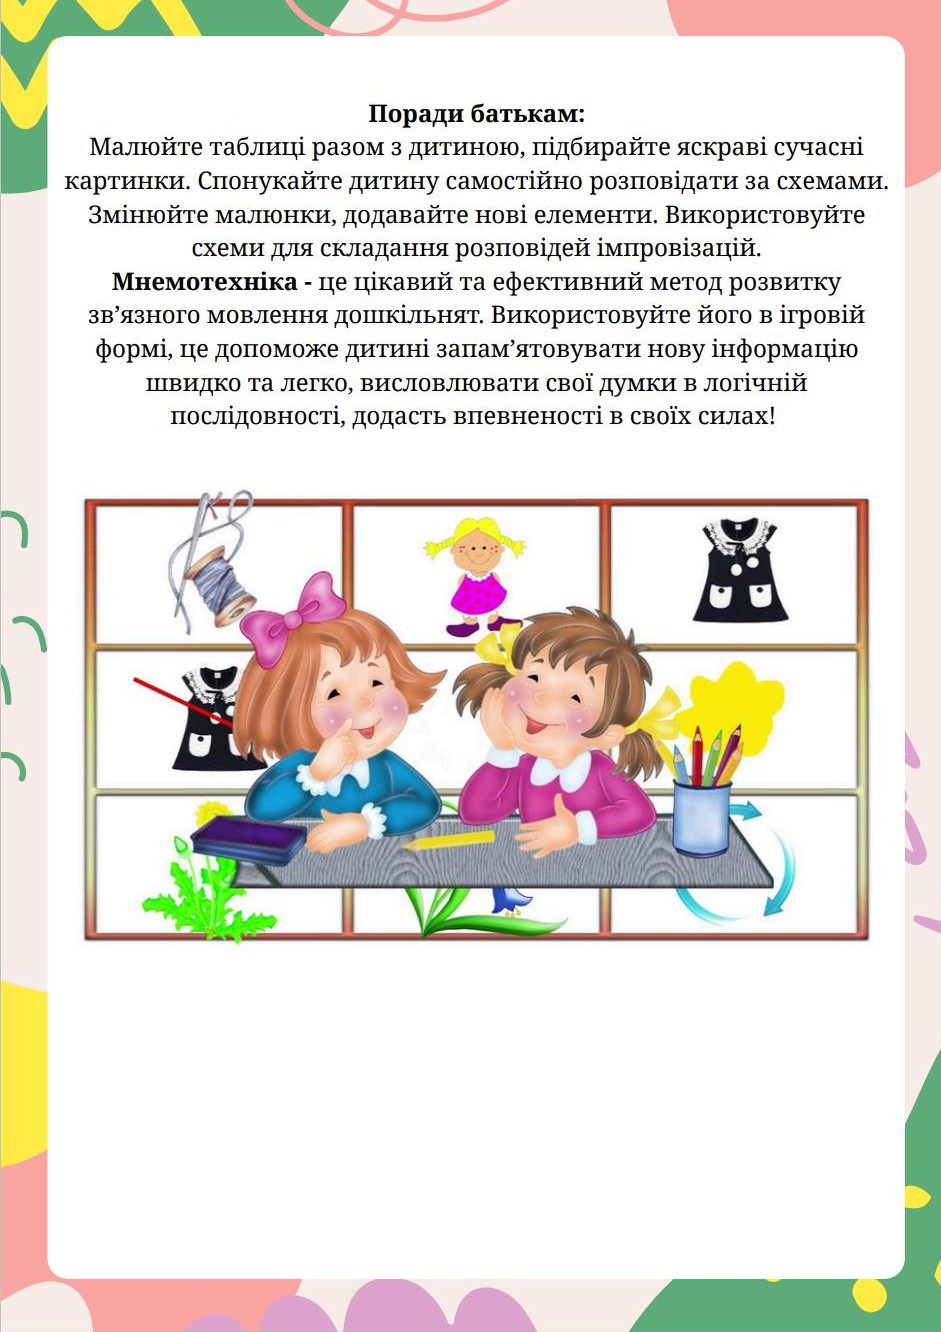 Поради батькам:
Малюйте таблиці разом з дитиною, підбирайте яскраві сучасні
картинки. Спонукайте дитину самостійно розповідати за схемами.
Змінюйте малюнки, додавайте нові елементи. Використовуйте
схеми для складання розповідей імпровізацій.
Мнемотехніка - це цікавий та ефективний метод розвитку
зв’язного мовлення дошкільнят. Використовуйте його в ігровій
формі, це допоможе дитині запам’ятовувати нову інформацію
швидко та легко, висловлювати свої думки в логічній
послідовності, додасть впевненості в своїх силах!